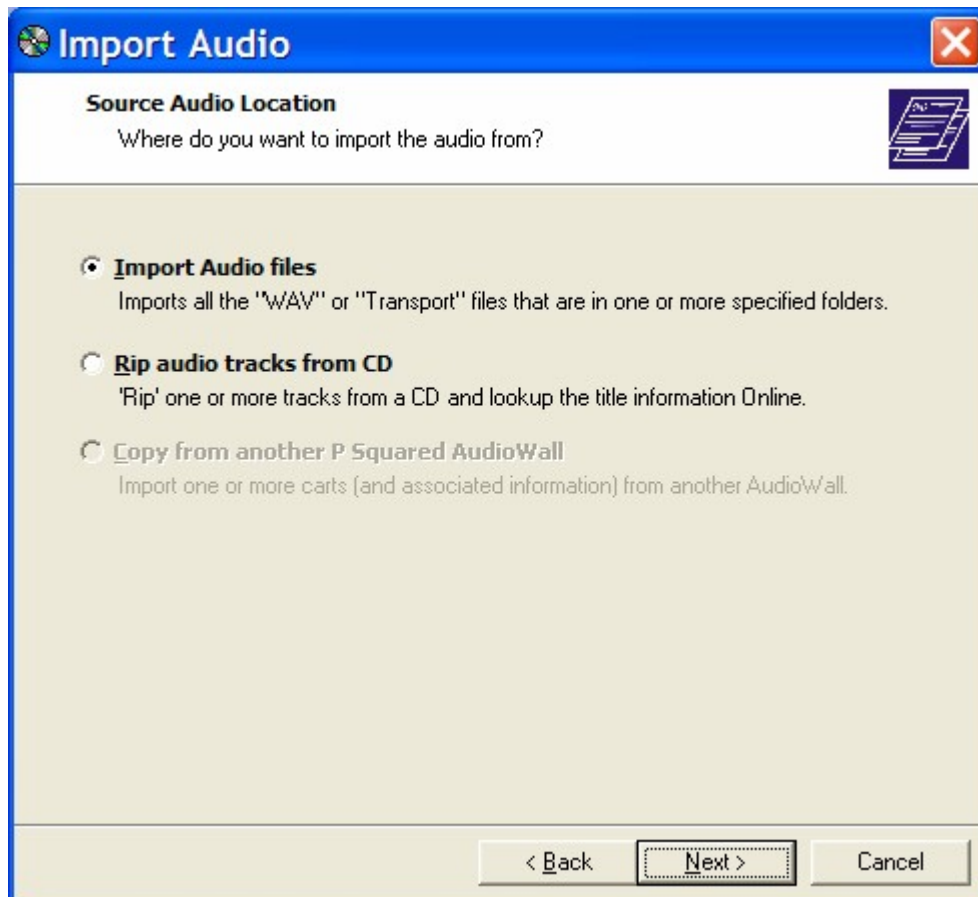 Import Audio
Source Audio Location
Where do you want to import the audio from?
Import Audio files
Imports all the "WAV" or "Transport" files that are in one or more specified folders.
Rip audio tracks from CD
'Rip' one or more tracks from a CD and lookup the title information Online.
Copy from another P Squared AudioWall
Import one or more carts (and associated information) from another AudioWall.
< Back Next > Cancel